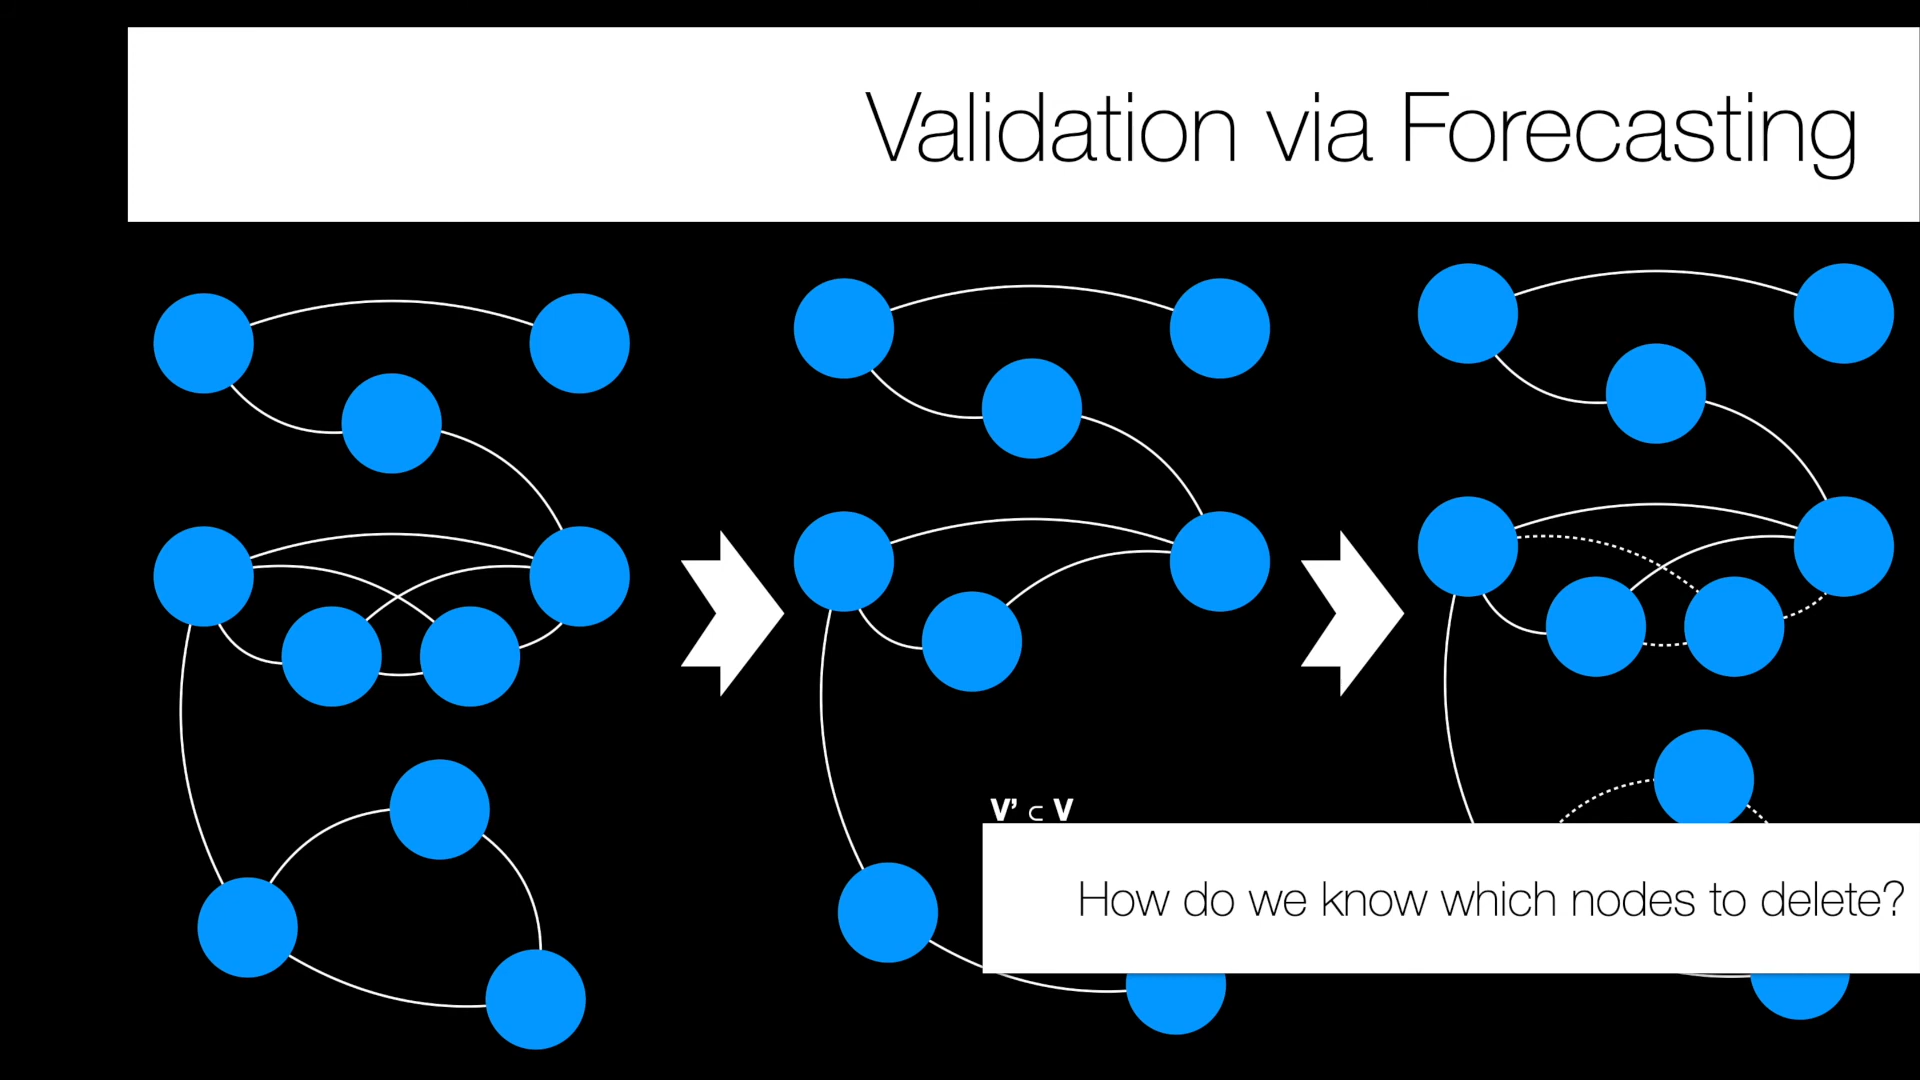 Validation via Forecasting
V’ ⊂ V
How do we know which nodes to delete?